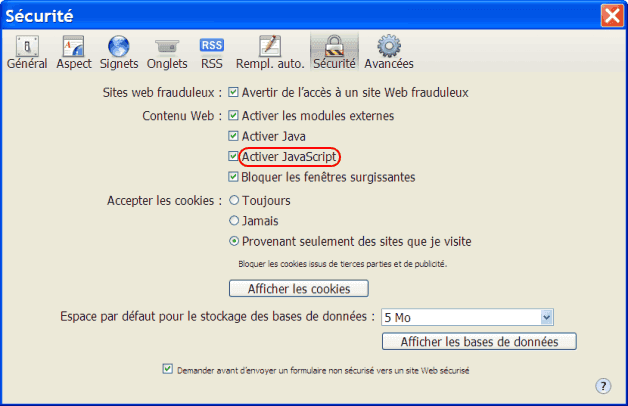 Sécurité
Général Aspect Signets Onglets RSS Rempl. auto. Sécurité Avancées
Sites web frauduleux : Avertir de l'accès à un site Web frauduleux
Contenu Web : Activer les modules externes
Activer Java
Activer JavaScript
Bloquer les fenêtres surgissantes
Accepter les cookies : Toujours
Jamais
Provenant seulement des sites que je visite
Bloquer les cookies issus de tierces parties et de publicité.
Afficher les cookies
Espace par défaut pour le stockage des bases de données : 5 Mo
Afficher les bases de données
Demander avant d'envoyer un formulaire non sécurisé vers un site Web sécurisé
?